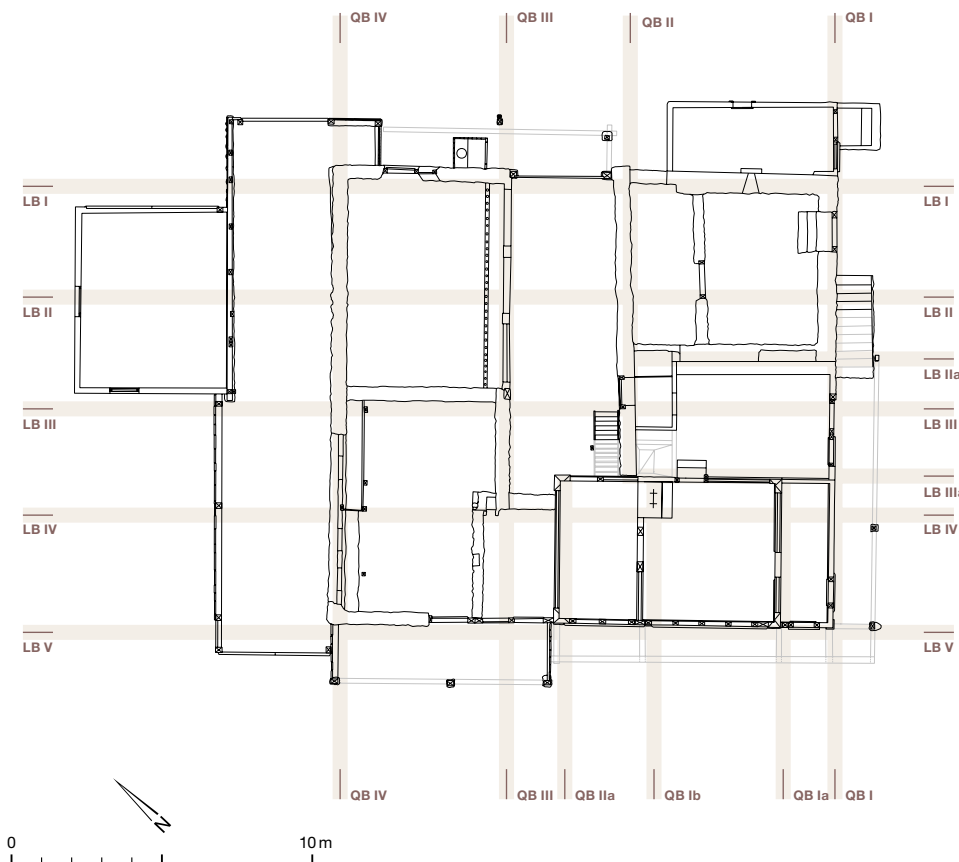 QB IV QB III QB II QB I
LB I LB I
LB II LB II
LB IIa
LB III LB III
LB IIIa
LB IV LB IV
LB V LB V
QB IV QB III QB IIa QB Ib QB Ia QB I
N
0 10 m